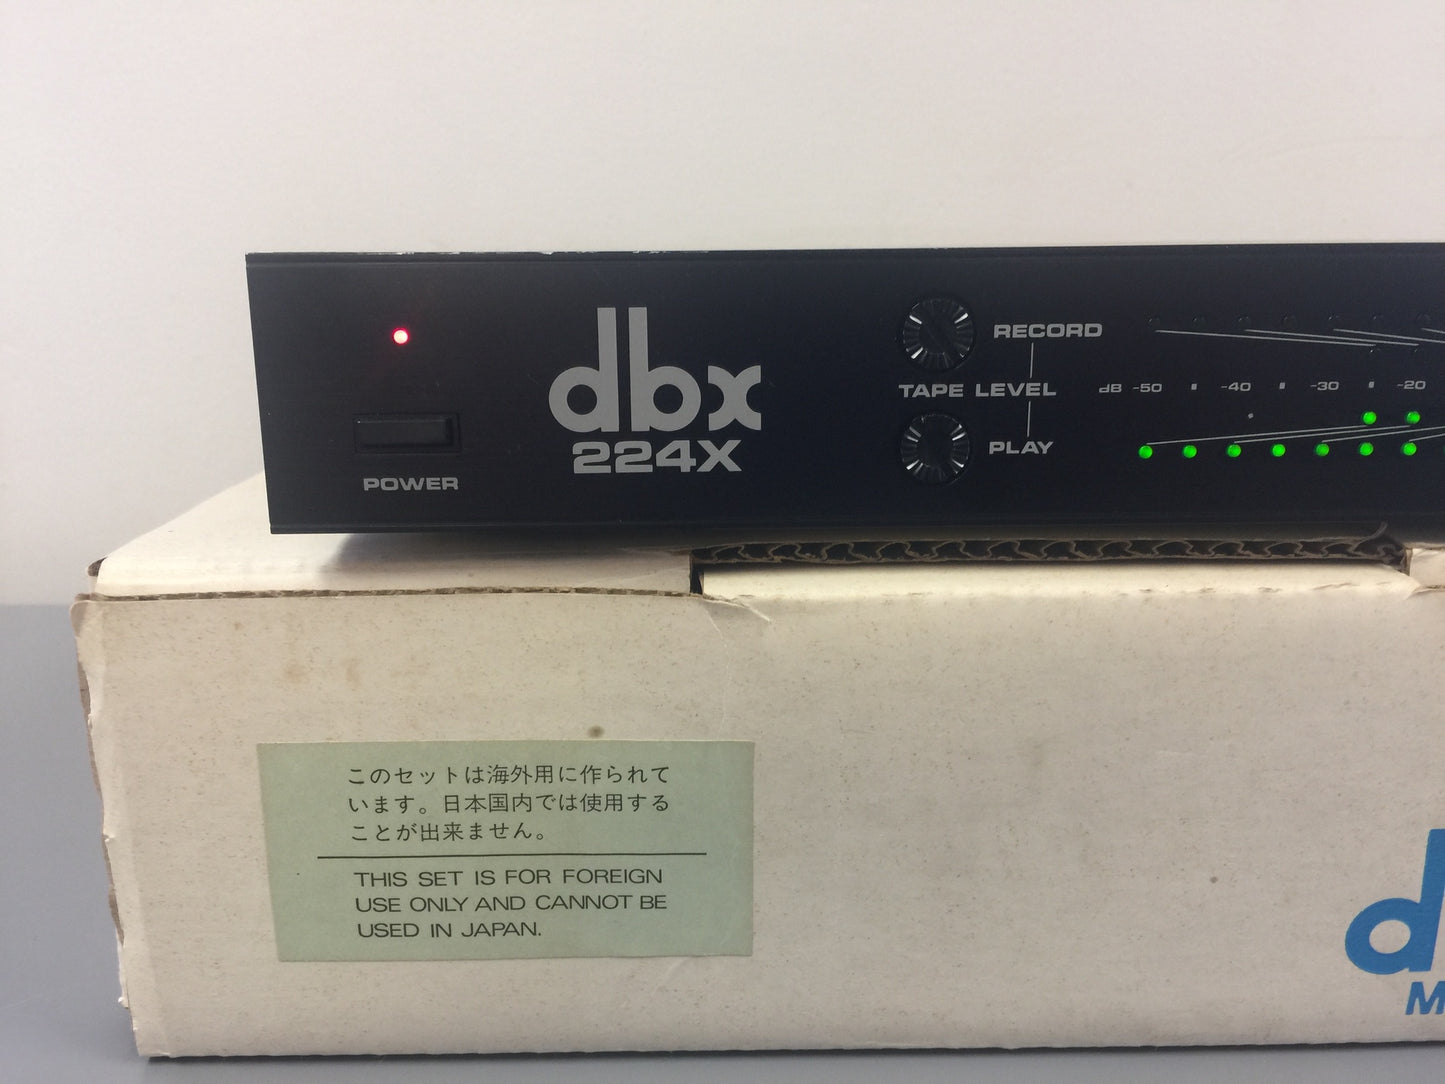 dbx
224X
POWER
RECORD
TAPE LEVEL
PLAY
dB -50 -40 -30 -20
このセットは海外用に作られて
います。日本国内では使用する
ことが出来ません。
THIS SET IS FOR FOREIGN
USE ONLY AND CANNOT BE
USED IN JAPAN.
d
M